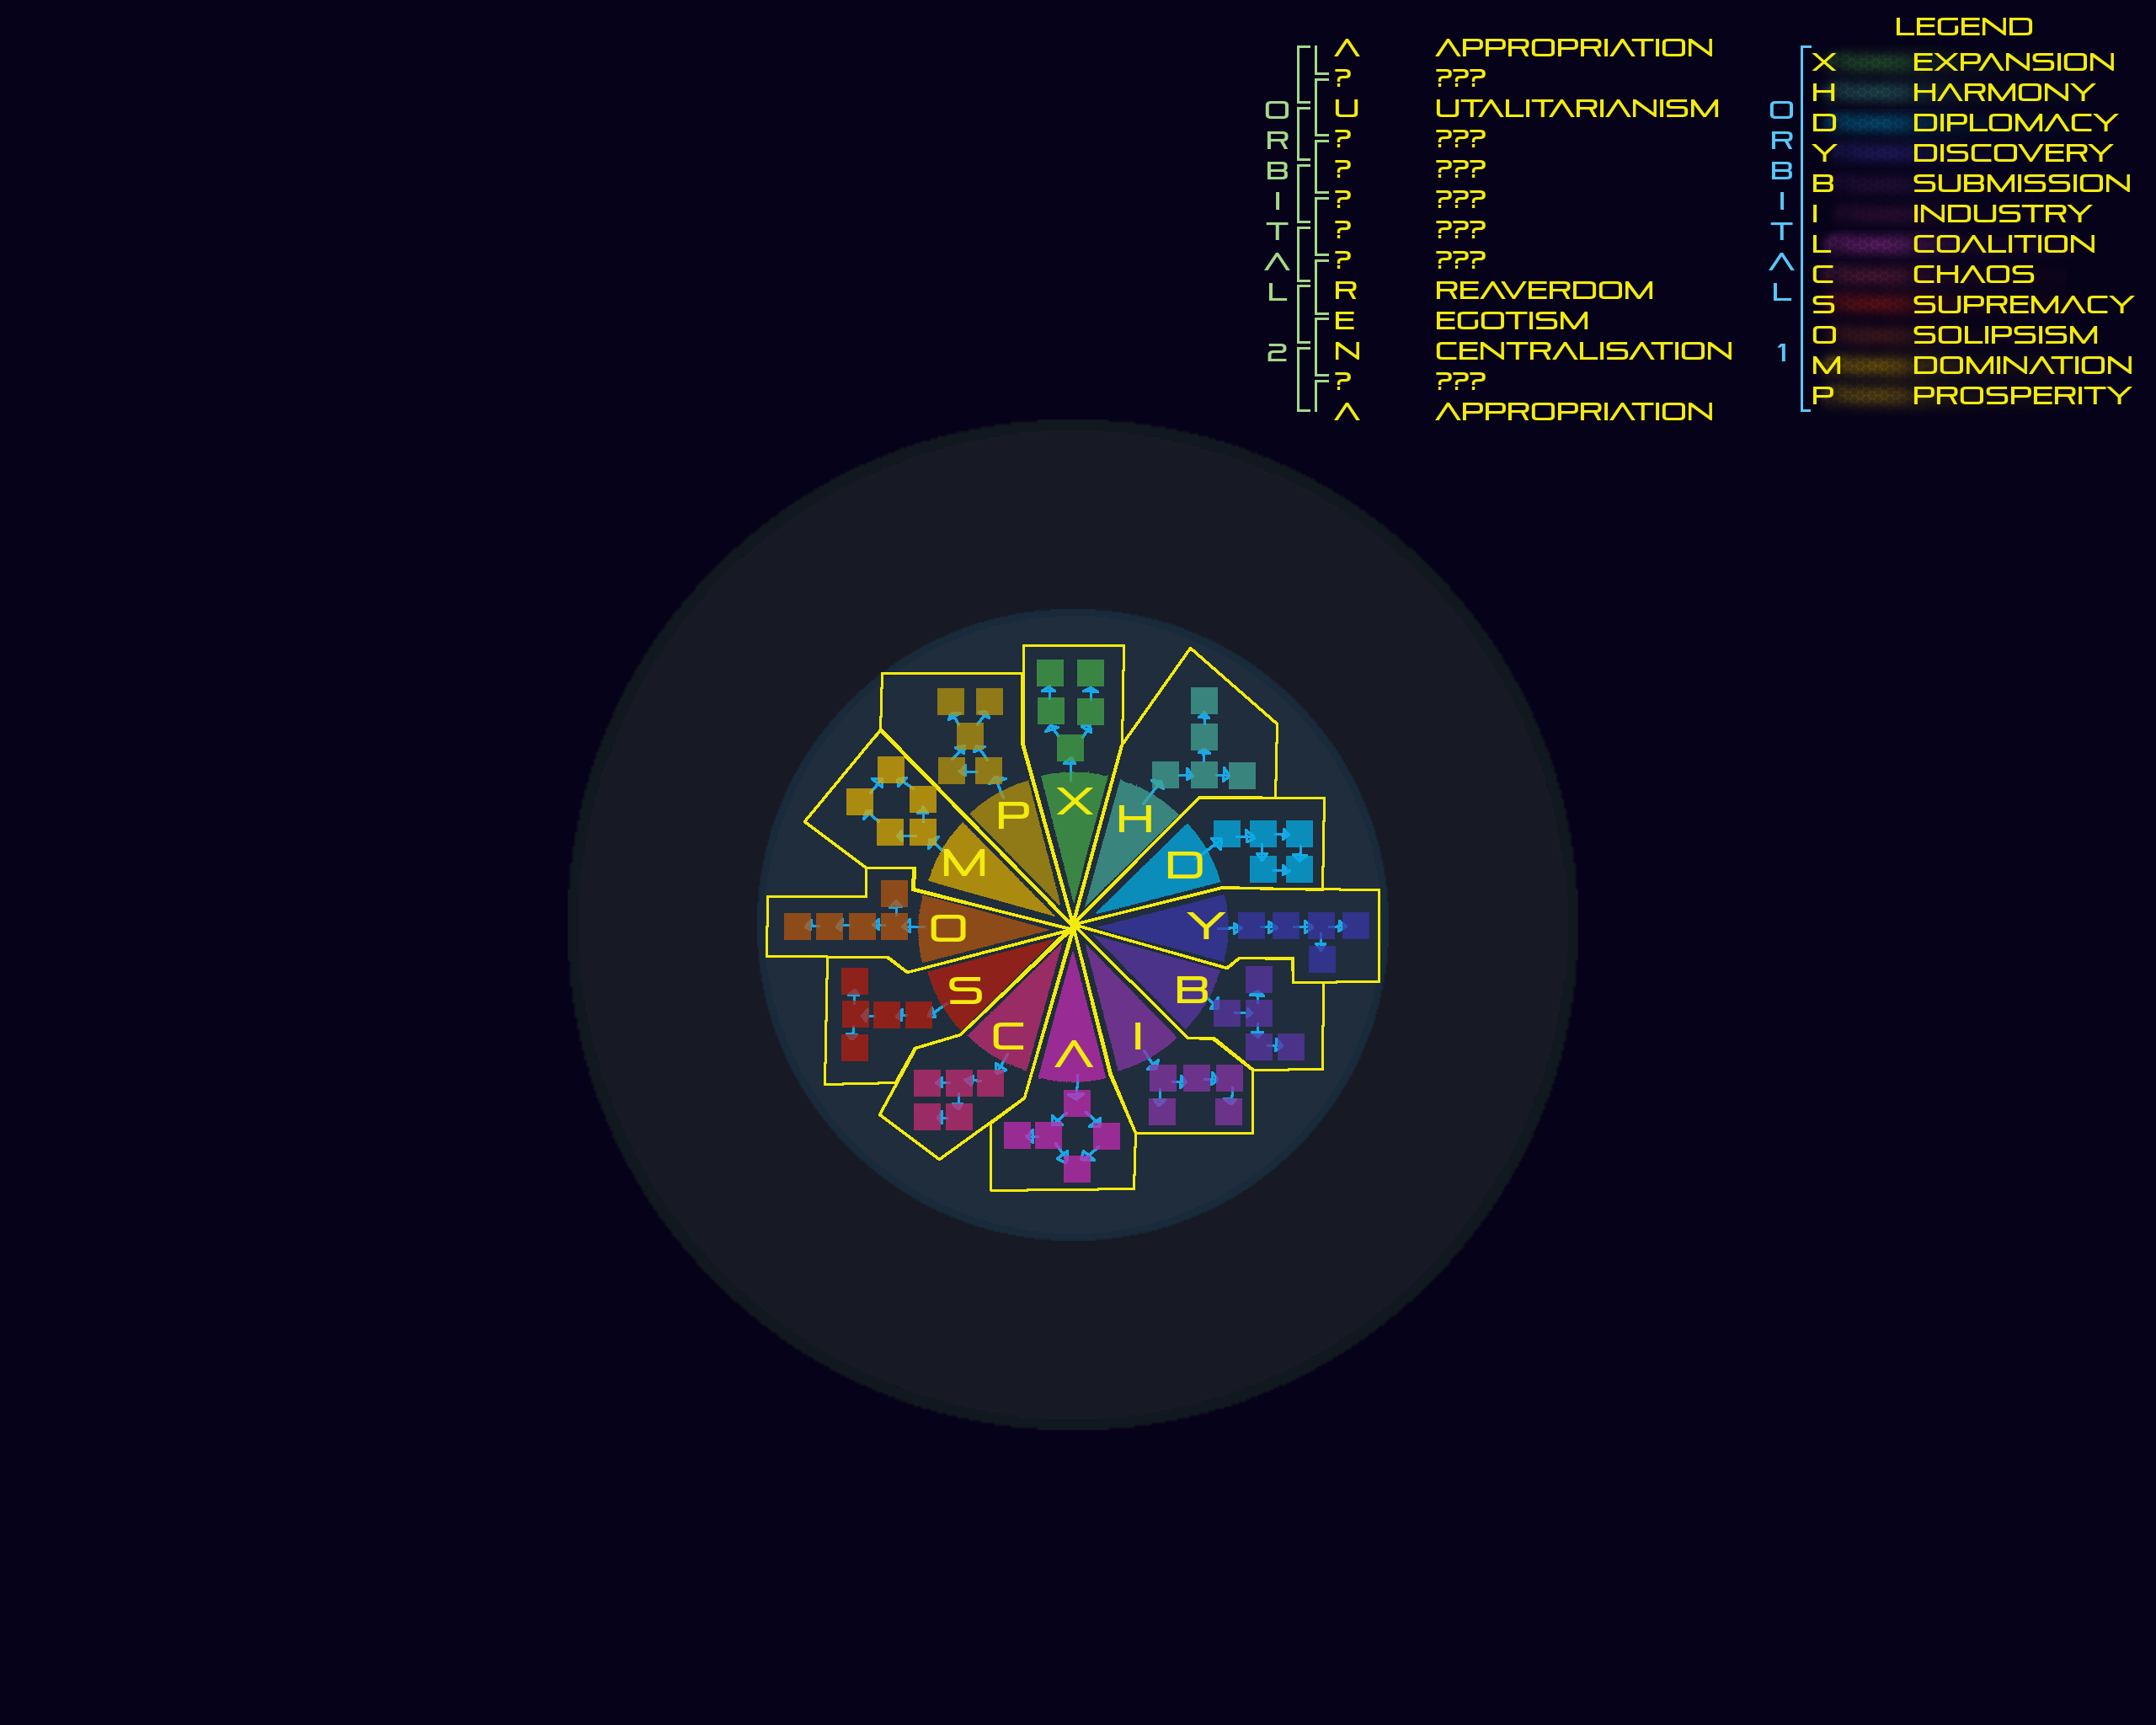 LEGEND
A APPROPRIATION
? ???
U UTALITARIANISM
? ???
? ???
? ???
? ???
? ???
R REAVERDOM
E EGOTISM
N CENTRALISATION
? ???
A APPROPRIATION
ORBITAL 2
X EXPANSION
H HARMONY
D DIPLOMACY
Y DISCOVERY
B SUBMISSION
I INDUSTRY
L COALITION
C CHAOS
S SUPREMACY
O SOLIPSISM
M DOMINATION
P PROSPERITY
ORBITAL 1
X
H
D
Y
B
I
A
C
S
O
M
P